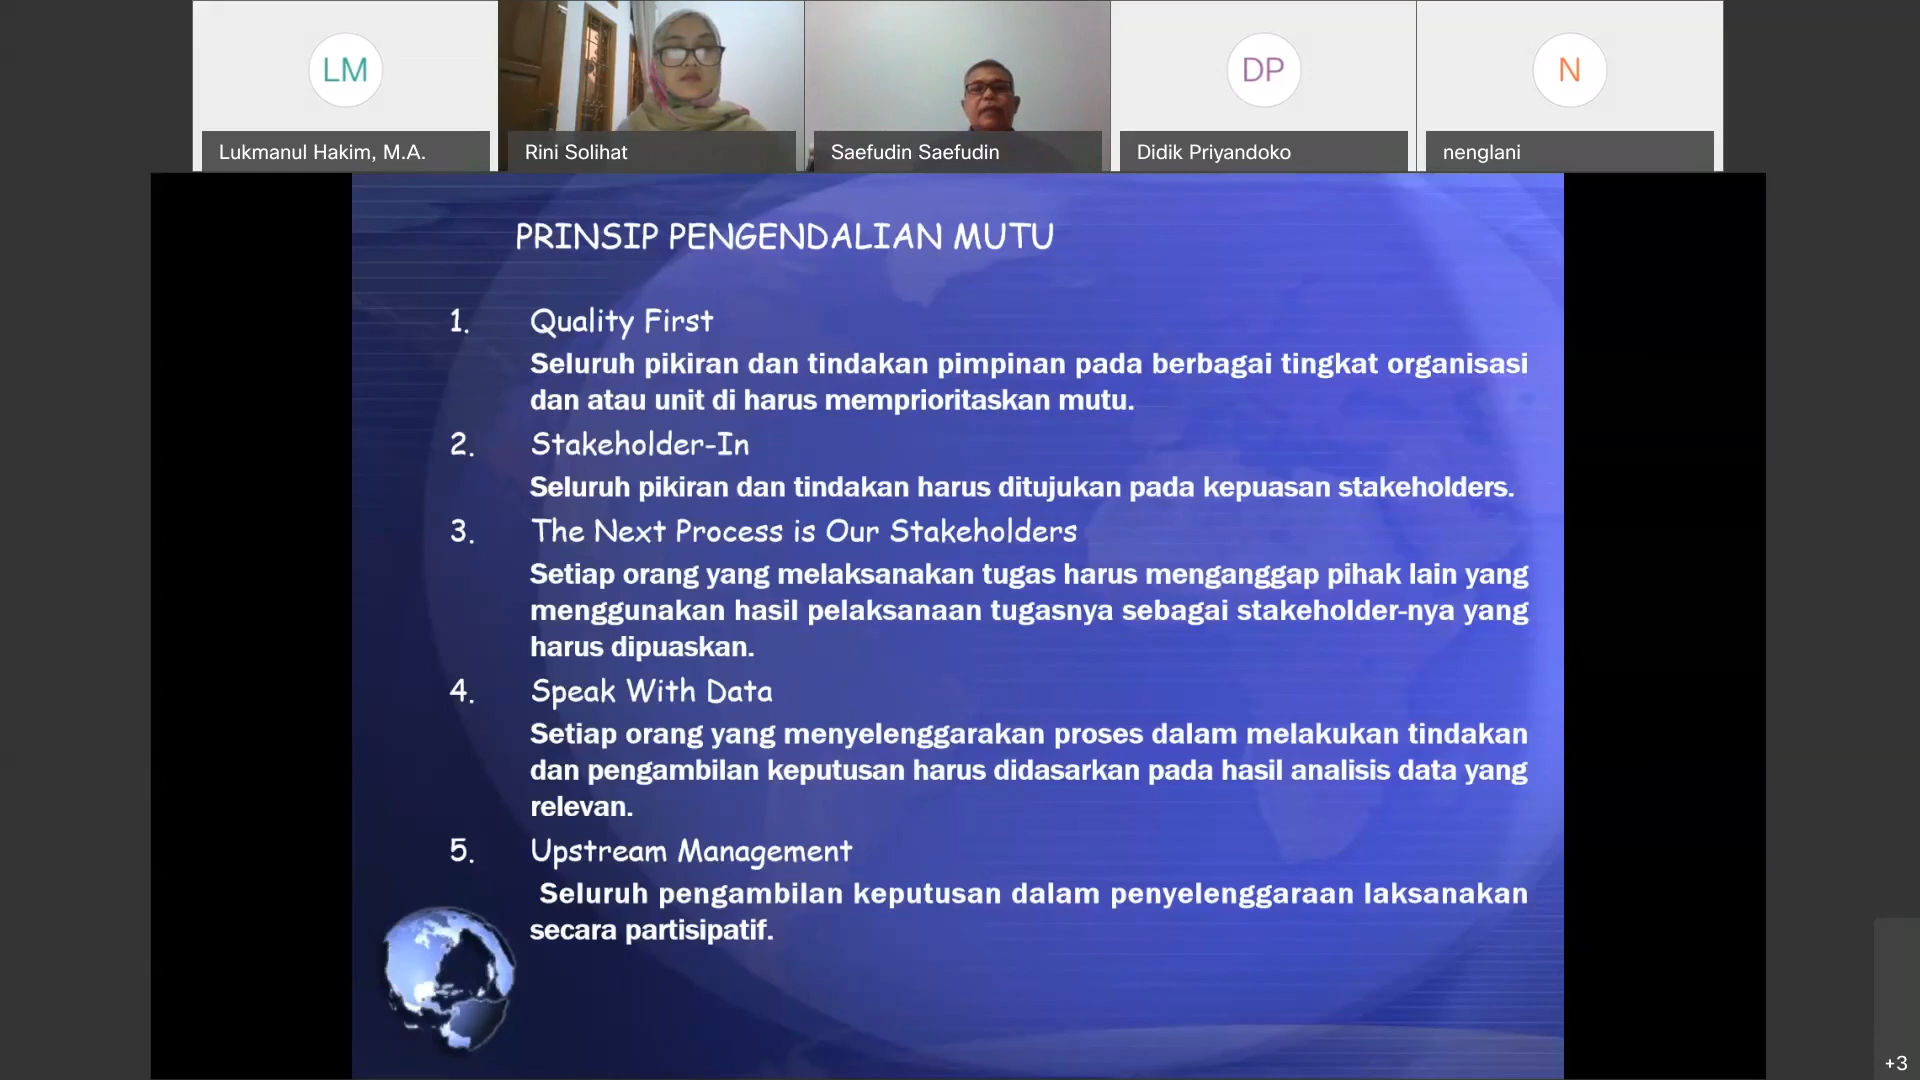 LM
DP
N
Lukmanul Hakim, M.A.
Rini Solihat
Saefudin Saefudin
Didik Priyandoko
nenglani
PRINSIP PENGENDALIAN MUTU
1. Quality First
Seluruh pikiran dan tindakan pimpinan pada berbagai tingkat organisasi
dan atau unit di harus memprioritaskan mutu.
2. Stakeholder-In
Seluruh pikiran dan tindakan harus ditujukan pada kepuasan stakeholders.
3. The Next Process is Our Stakeholders
Setiap orang yang melaksanakan tugas harus menganggap pihak lain yang
menggunakan hasil pelaksanaan tugasnya sebagai stakeholder-nya yang
harus dipuaskan.
4. Speak With Data
Setiap orang yang menyelenggarakan proses dalam melakukan tindakan
dan pengambilan keputusan harus didasarkan pada hasil analisis data yang
relevan.
5. Upstream Management
Seluruh pengambilan keputusan dalam penyelenggaraan laksanakan
secara partisipatif.
+3